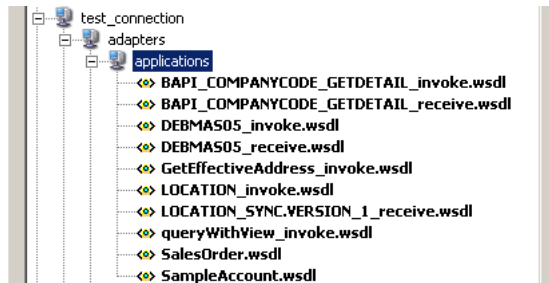 test_connection
adapters
applications
BAPI_COMPANYCODE_GETDETAIL_invoke.wsdl
BAPI_COMPANYCODE_GETDETAIL_receive.wsdl
DEBMAS05_invoke.wsdl
DEBMAS05_receive.wsdl
GetEffectiveAddress_invoke.wsdl
LOCATION_invoke.wsdl
LOCATION_SYNC.VERSION_1_receive.wsdl
queryWithView_invoke.wsdl
SalesOrder.wsdl
SampleAccount.wsdl